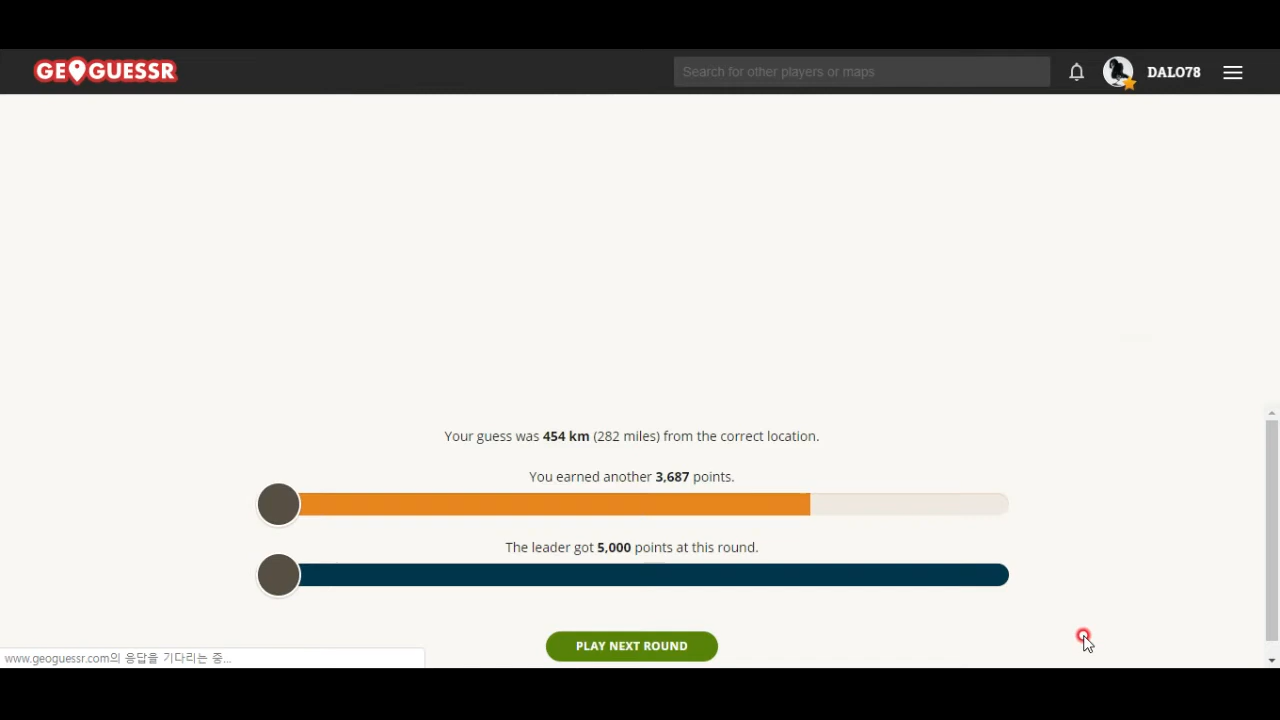 GEOGUESSR
Search for other players or maps
DALO78
Your guess was 454 km (282 miles) from the correct location.
You earned another 3,687 points.
The leader got 5,000 points at this round.
PLAY NEXT ROUND
www.geoguessr.com의 응답을 기다리는 중...